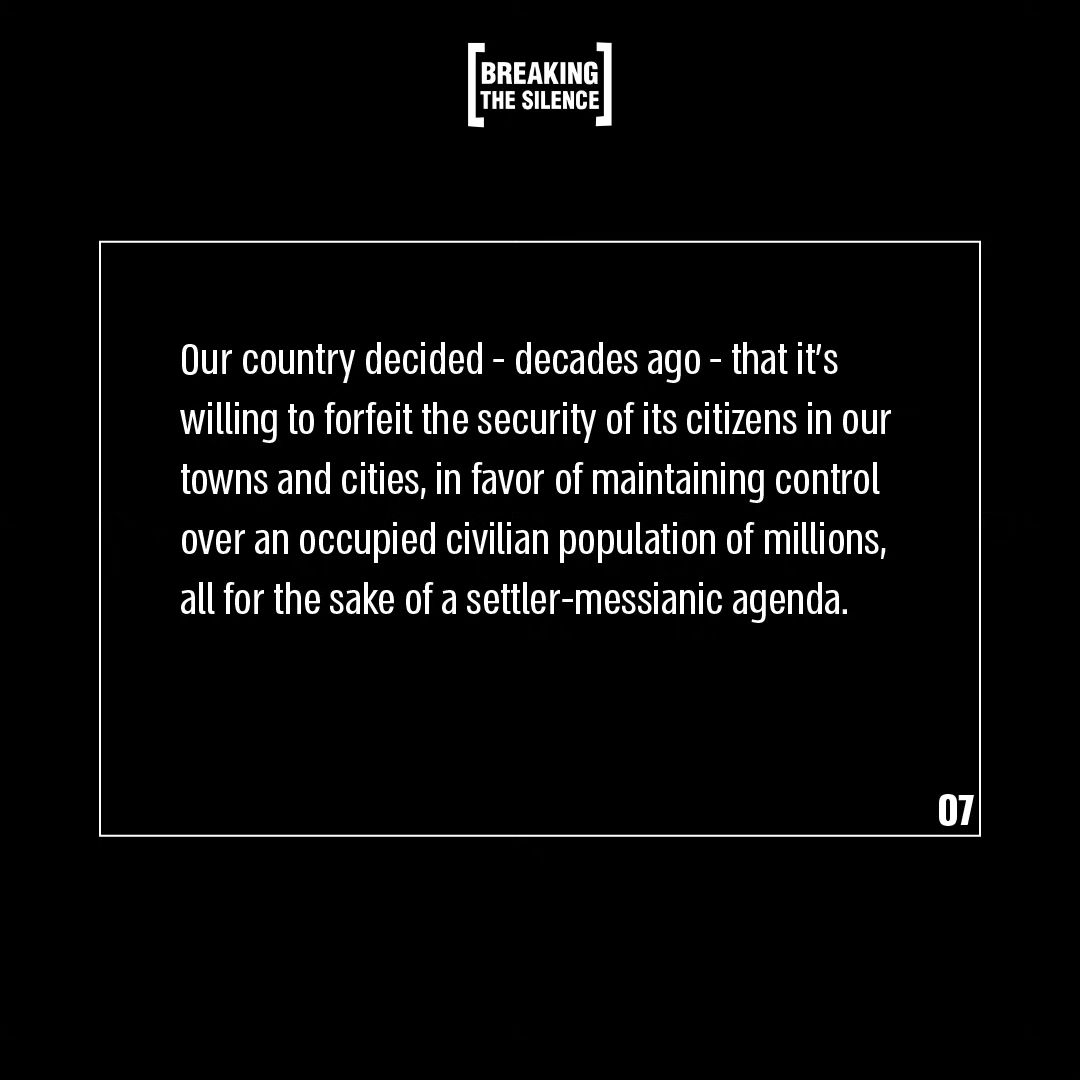 [BREAKING
THE SILENCE]
Our country decided - decades ago - that it's
willing to forfeit the security of its citizens in our
towns and cities, in favor of maintaining control
over an occupied civilian population of millions,
all for the sake of a settler-messianic agenda.
07